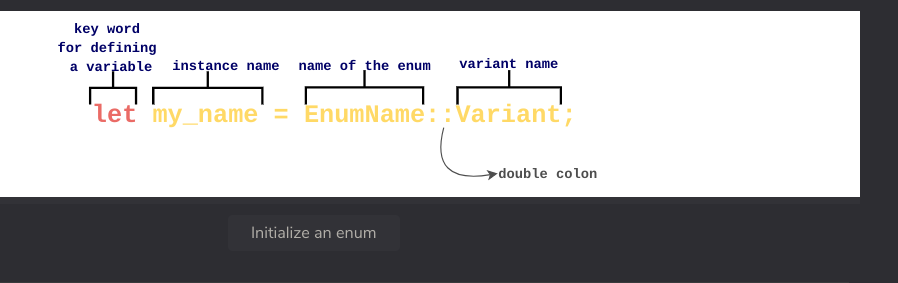 key word
for defining
a variable
instance name
name of the enum
variant name
let my_name = EnumName::Variant;
double colon
Initialize an enum